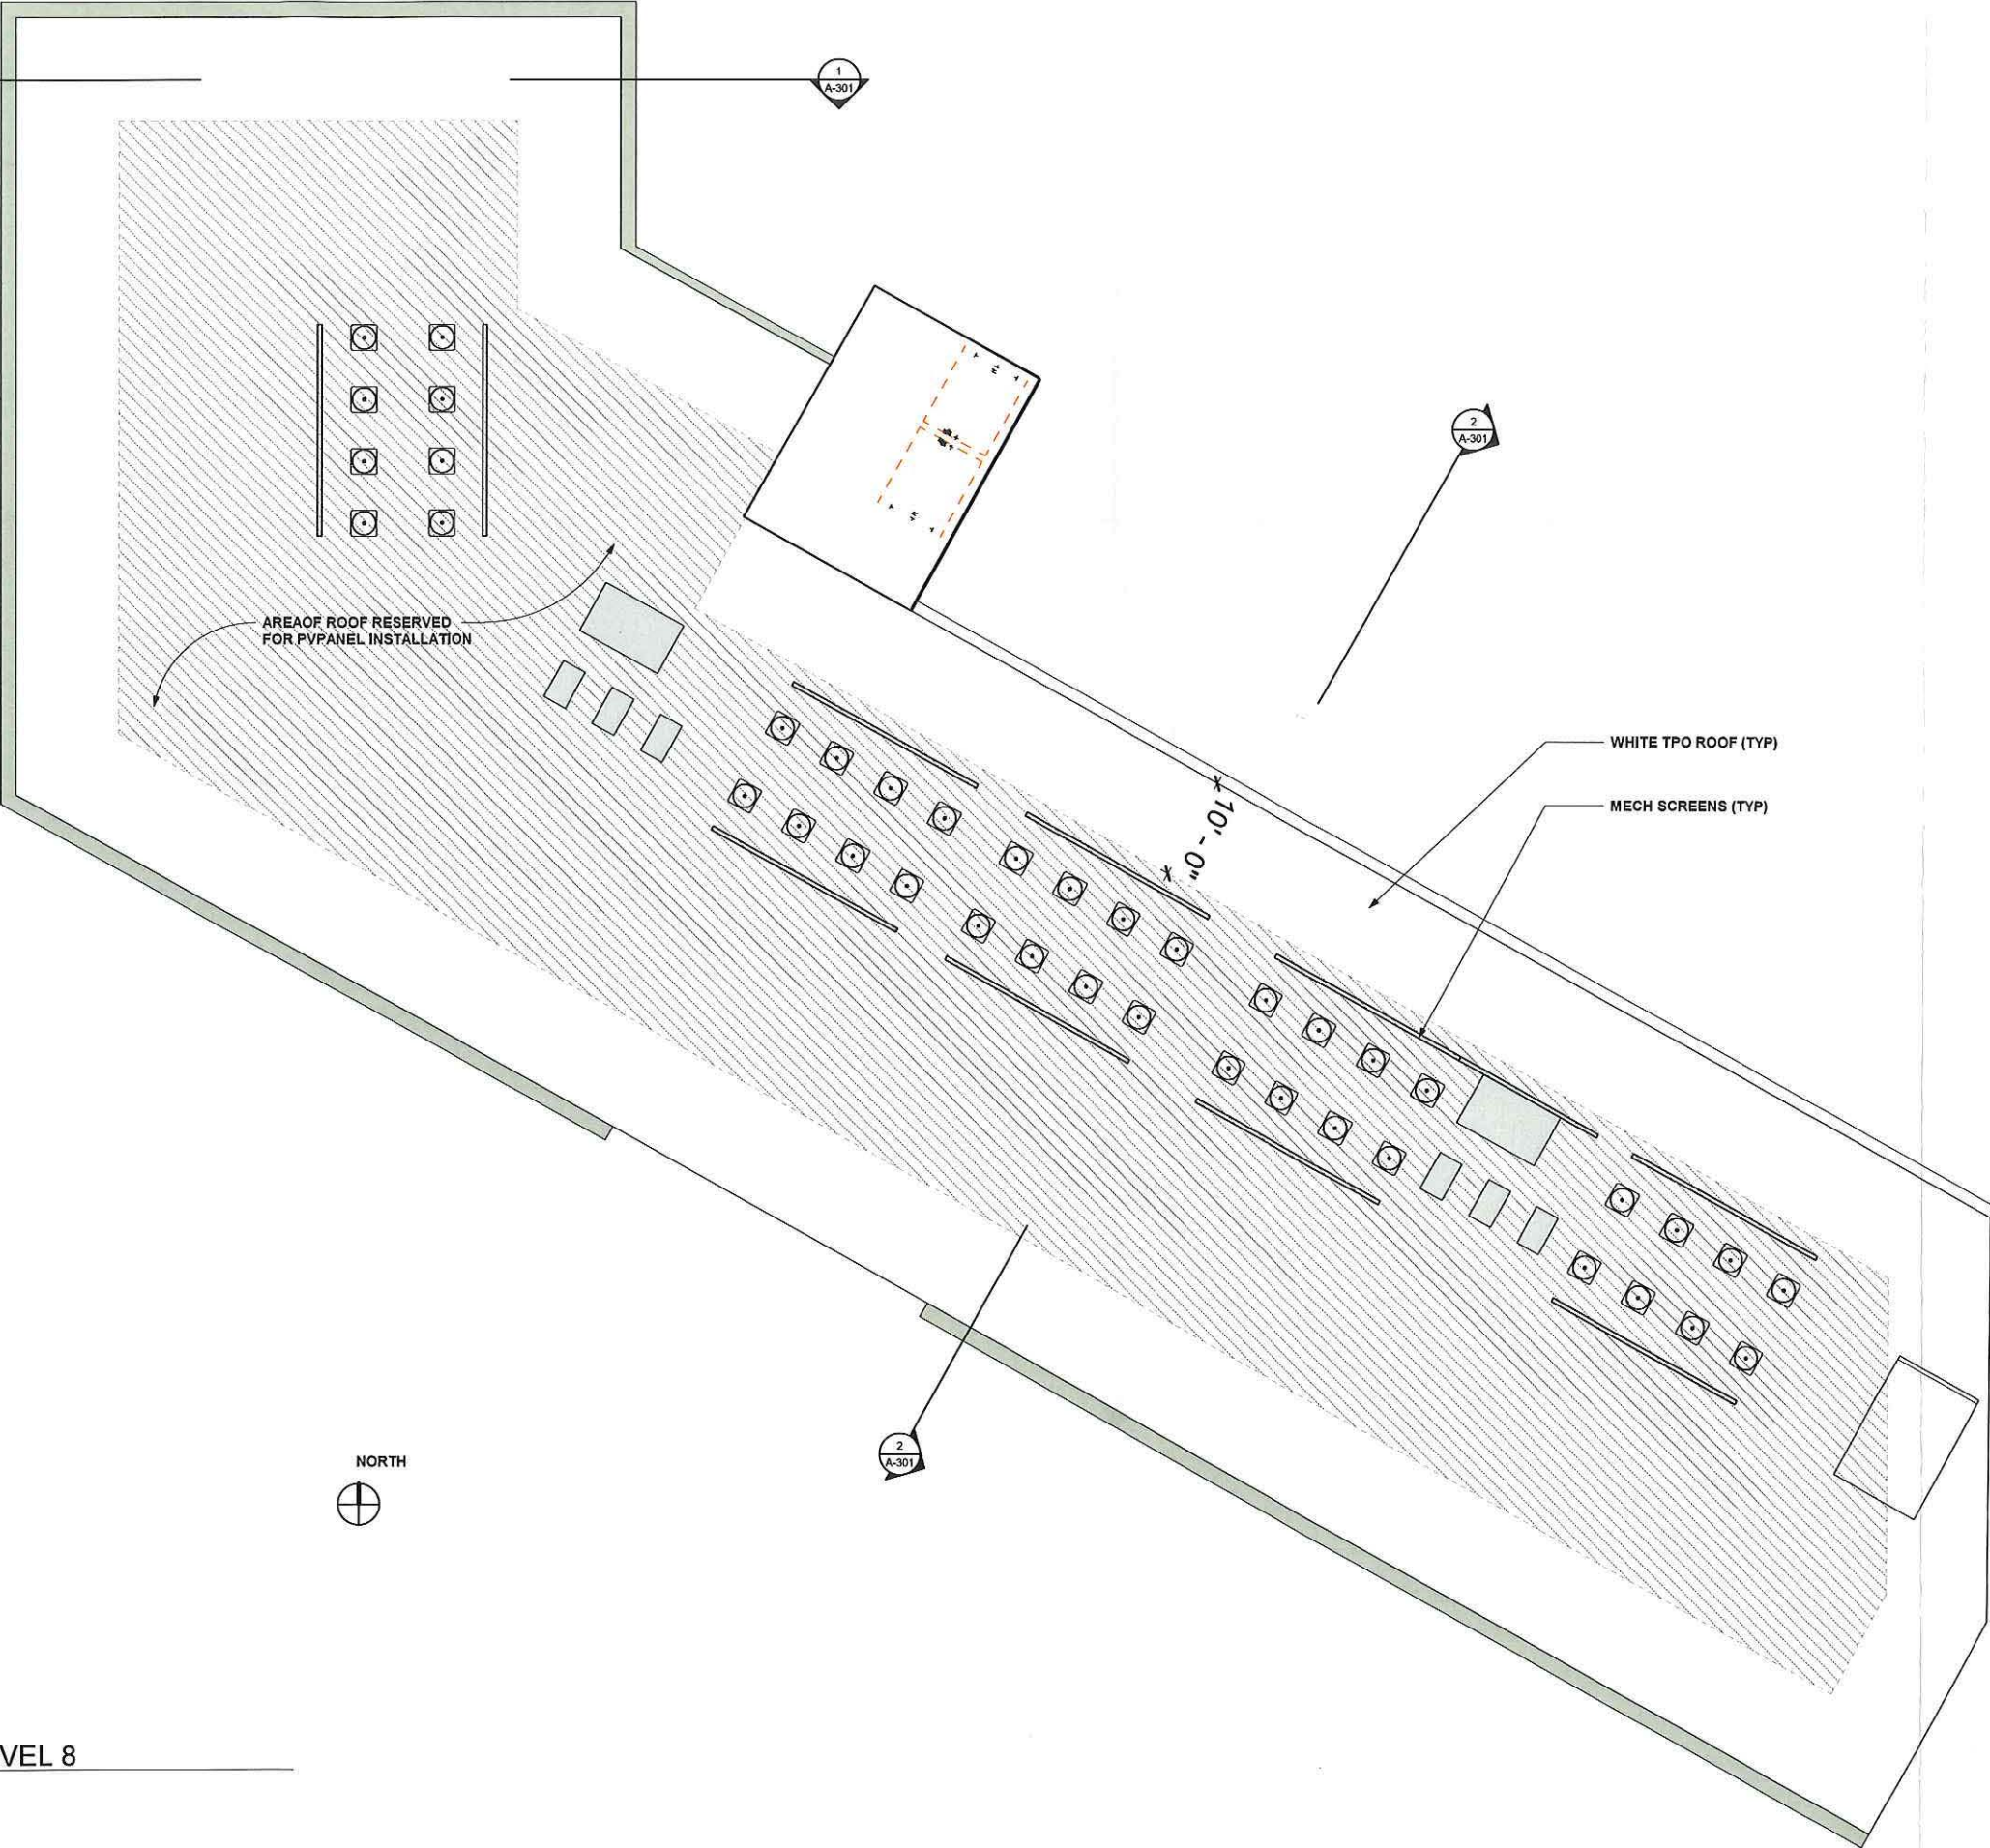 1
A-301
2
A-301
AREAOF ROOF RESERVED
FOR PVPANEL INSTALLATION
WHITE TPO ROOF (TYP)
10' - 0"
MECH SCREENS (TYP)
NORTH
2
A-301
VEL 8